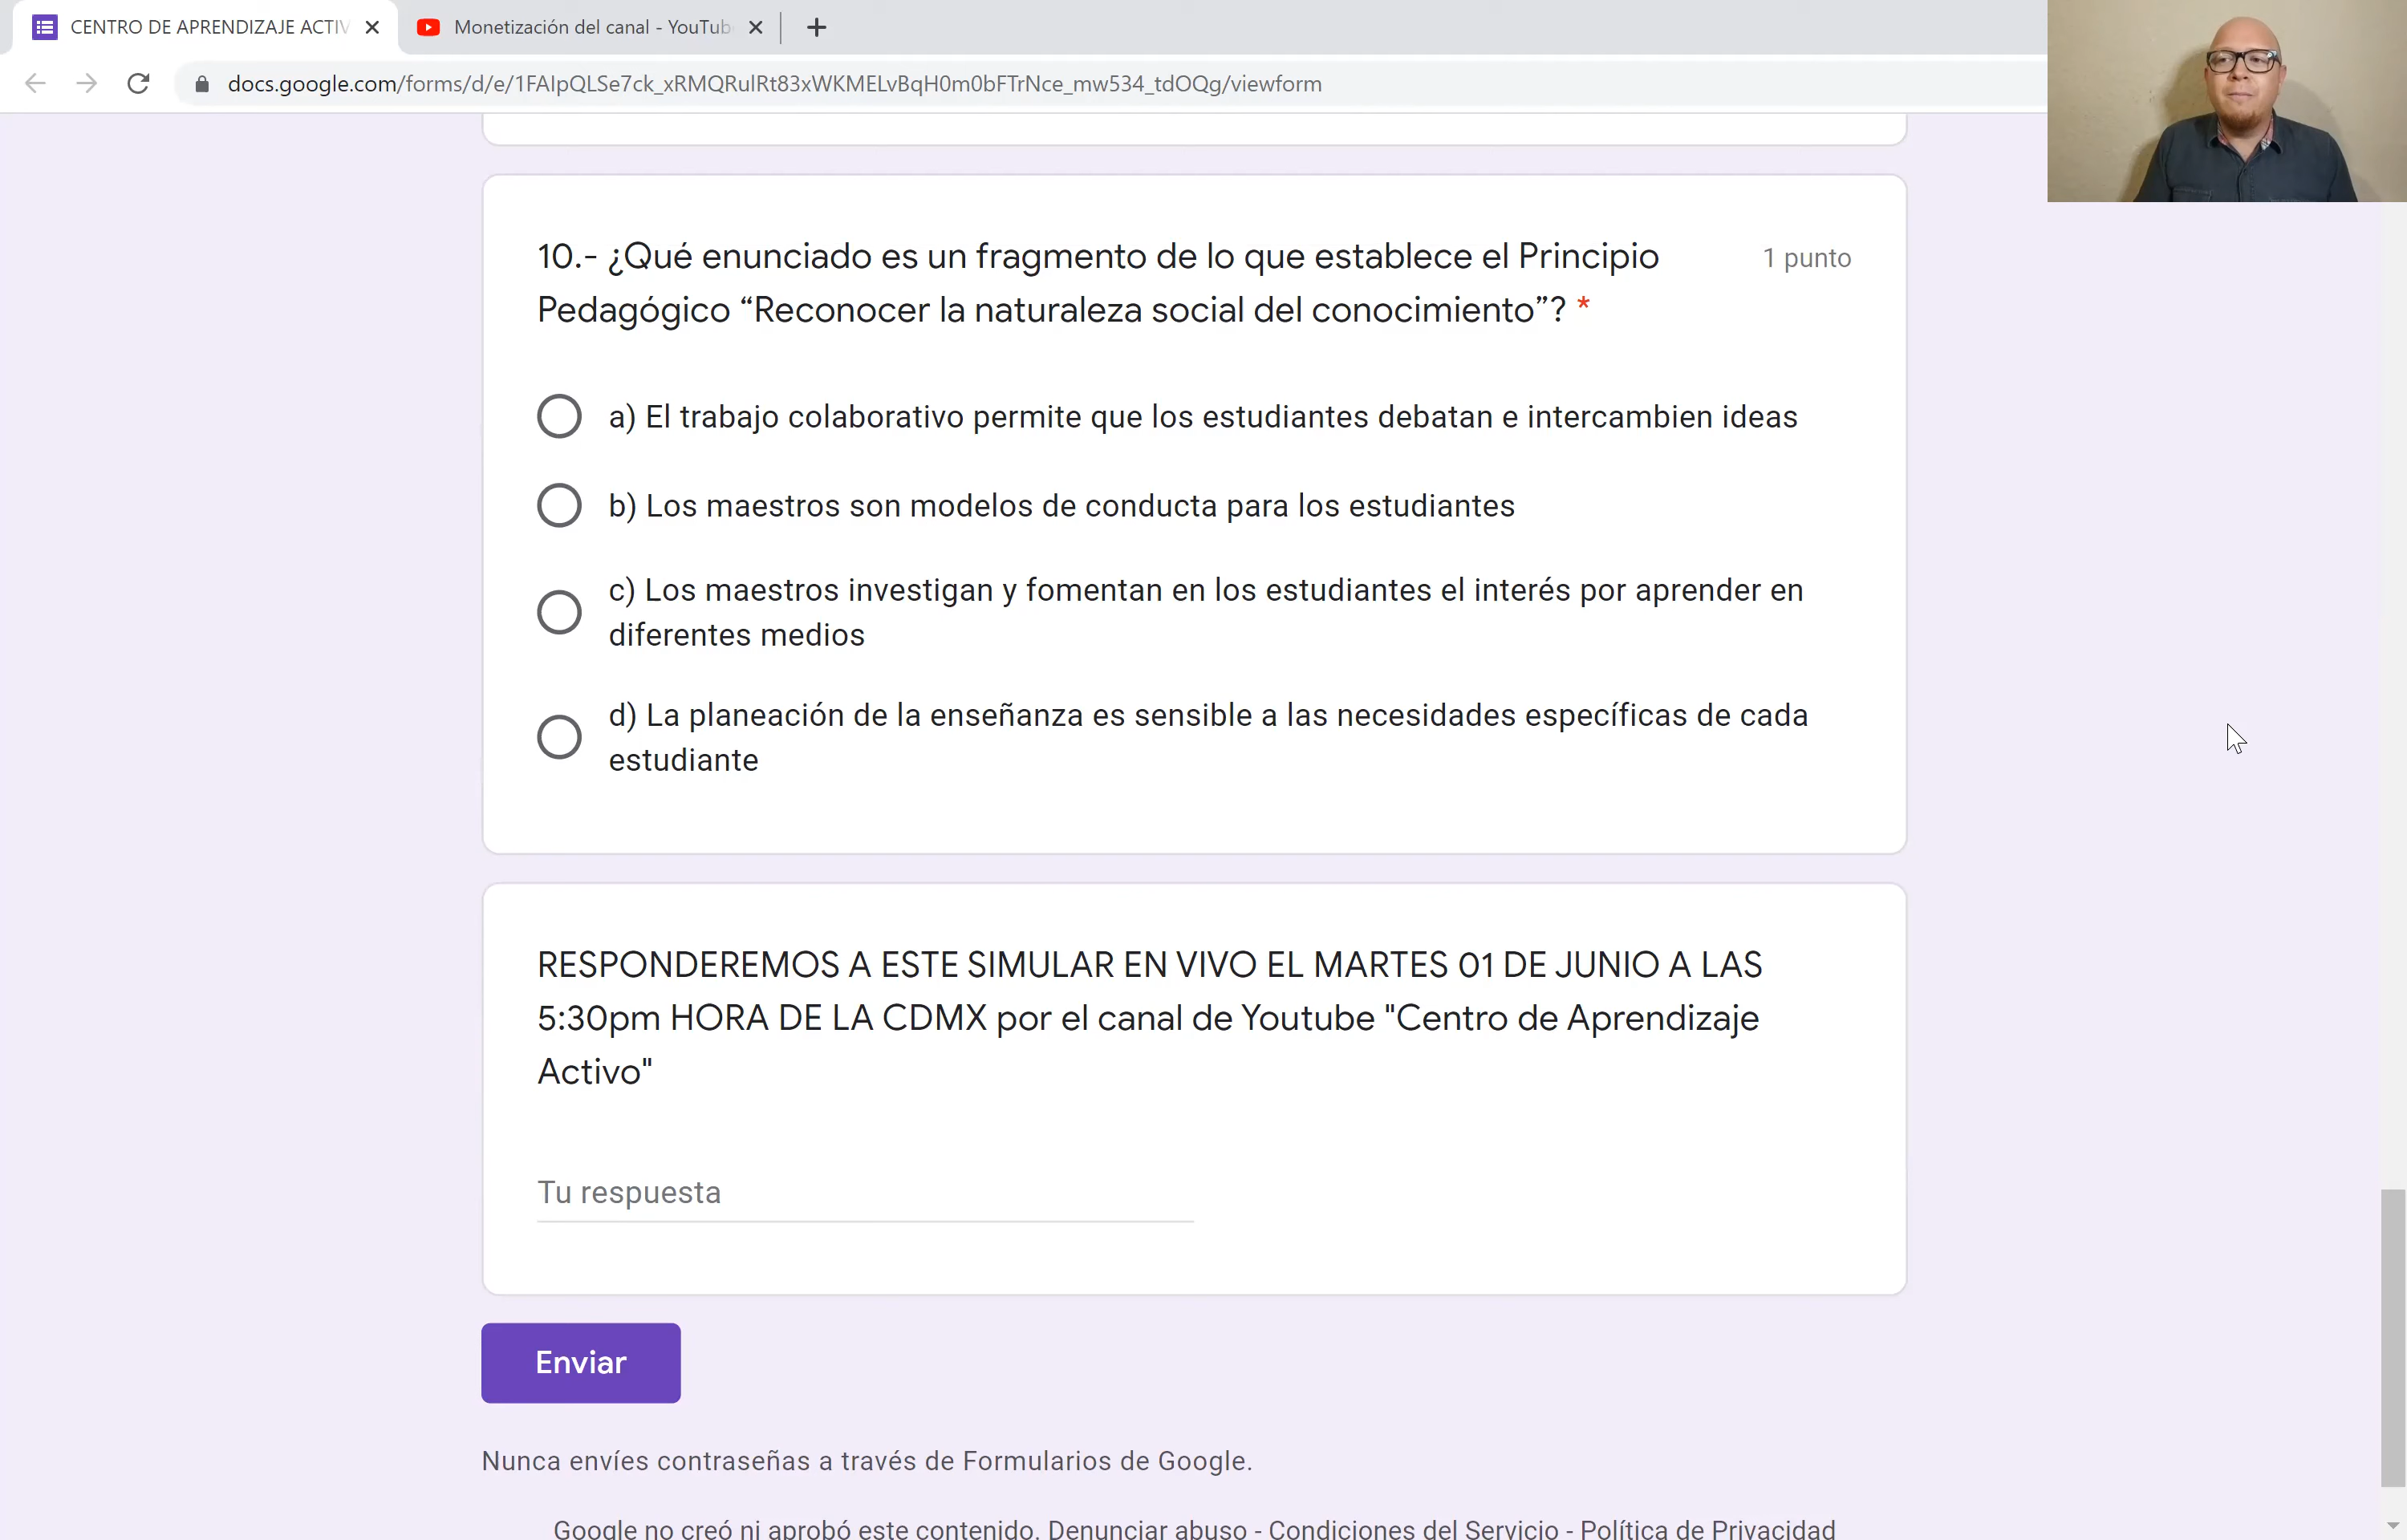 CENTRO DE APRENDIZAJE ACTIV
Monetización del canal - YouTub
docs.google.com/forms/d/e/1FAIpQLSe7ck_xRMQRulRt83xWKMELvBqH0m0bFTrNce_mw534_tdOQg/viewform
10.- ¿Qué enunciado es un fragmento de lo que establece el Principio
Pedagógico “Reconocer la naturaleza social del conocimiento”? *
1 punto
a) El trabajo colaborativo permite que los estudiantes debatan e intercambien ideas
b) Los maestros son modelos de conducta para los estudiantes
c) Los maestros investigan y fomentan en los estudiantes el interés por aprender en
diferentes medios
d) La planeación de la enseñanza es sensible a las necesidades específicas de cada
estudiante
RESPONDEREMOS A ESTE SIMULAR EN VIVO EL MARTES 01 DE JUNIO A LAS
5:30pm HORA DE LA CDMX por el canal de Youtube "Centro de Aprendizaje
Activo"
Tu respuesta
Enviar
Nunca envíes contraseñas a través de Formularios de Google.
Google no creó ni aprobó este contenido. Denunciar abuso - Condiciones del Servicio - Política de Privacidad